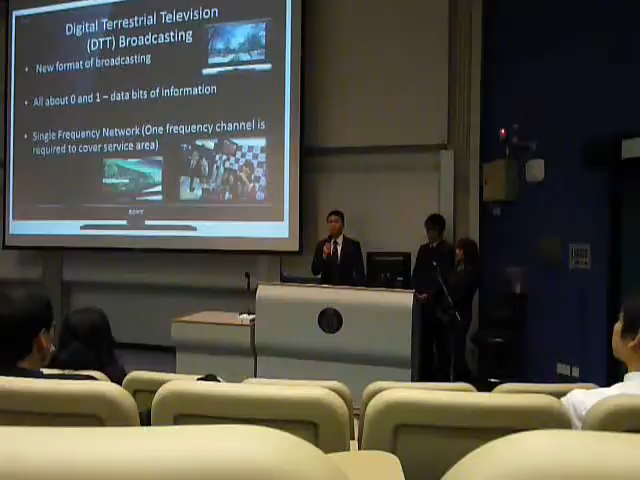 Digital Terrestrial Television
(DTT) Broadcasting
• New format of broadcasting
• All about 0 and 1 – data bits of information
• Single Frequency Network (One frequency channel is
required to cover service area)
SONY